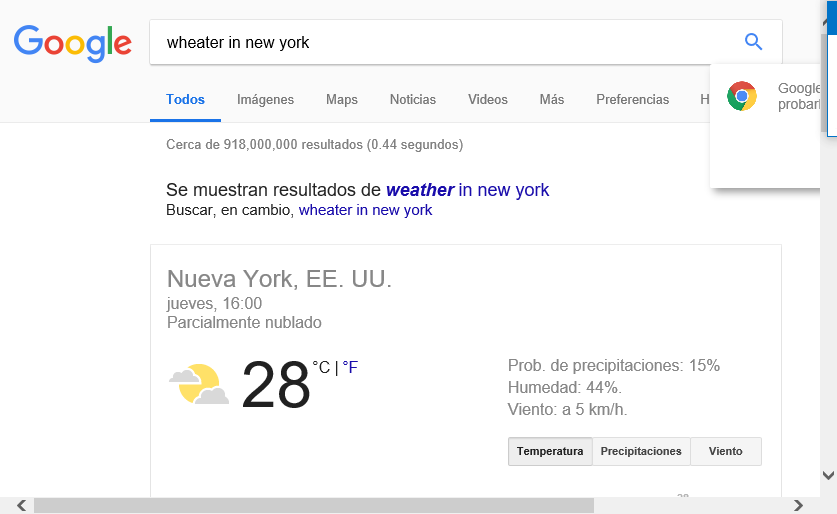 Google
wheater in new york
Todos Imágenes Maps Noticias Videos Más Preferencias H
Google
probarl
Cerca de 918,000,000 resultados (0.44 segundos)
Se muestran resultados de weather in new york
Buscar, en cambio, wheater in new york
Nueva York, EE. UU.
jueves, 16:00
Parcialmente nublado
28 °C | °F
Prob. de precipitaciones: 15%
Humedad: 44%.
Viento: a 5 km/h.
Temperatura Precipitaciones Viento